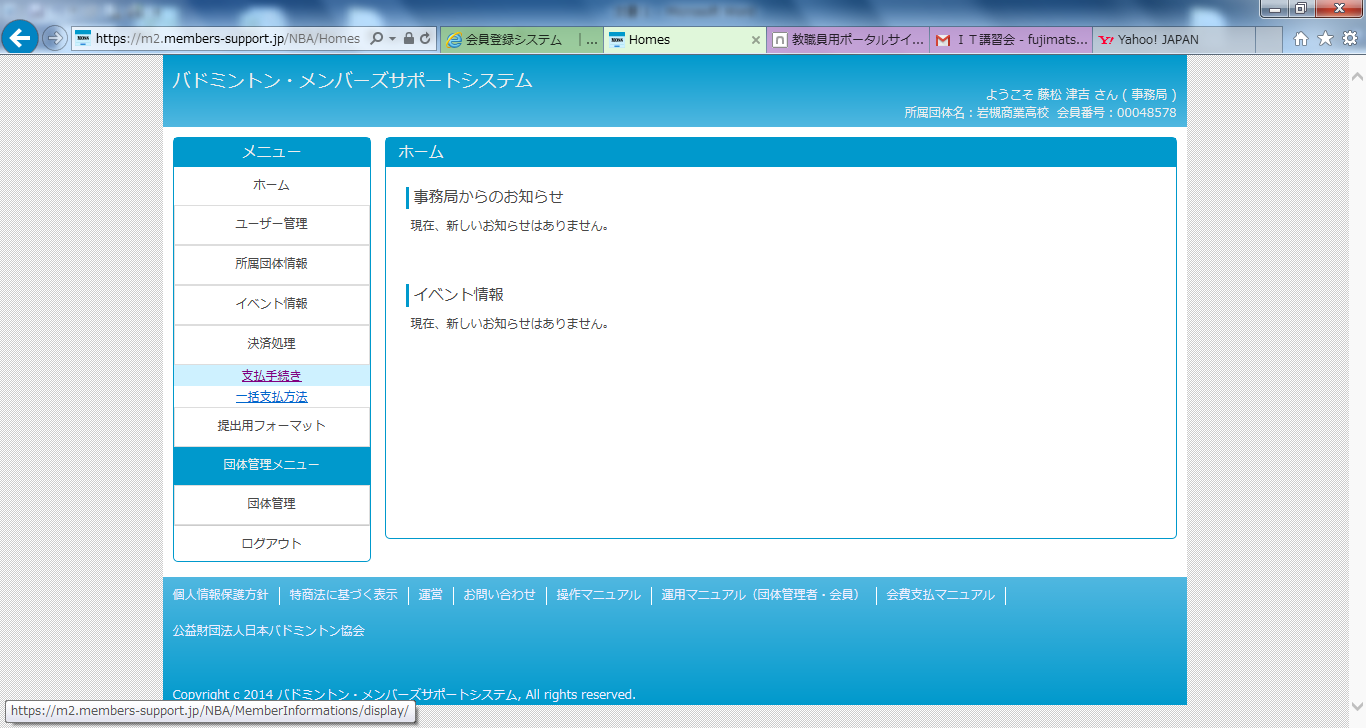 https://m2.members-support.jp/NBA/Homes
会員登録システム | ...
Homes
教職員用ポータルサイ...
ＩＴ講習会 - fujimats...
Yahoo! JAPAN
バドミントン・メンバーズサポートシステム
ようこそ 藤松 津吉 さん ( 事務局 )
所属団体名：岩槻商業高校 会員番号：00048578
メニュー
ホーム
ユーザー管理
所属団体情報
イベント情報
決済処理
支払手続き
一括支払方法
提出用フォーマット
団体管理メニュー
団体管理
ログアウト
ホーム
事務局からのお知らせ
現在、新しいお知らせはありません。
イベント情報
現在、新しいお知らせはありません。
個人情報保護方針 特商法に基づく表示 運営 お問い合わせ 操作マニュアル 運用マニュアル（団体管理者・会員） 会費支払マニュアル
公益財団法人日本バドミントン協会
Copyright c 2014 バドミントン・メンバーズサポートシステム, All rights reserved.
https://m2.members-support.jp/NBA/MemberInformations/display/